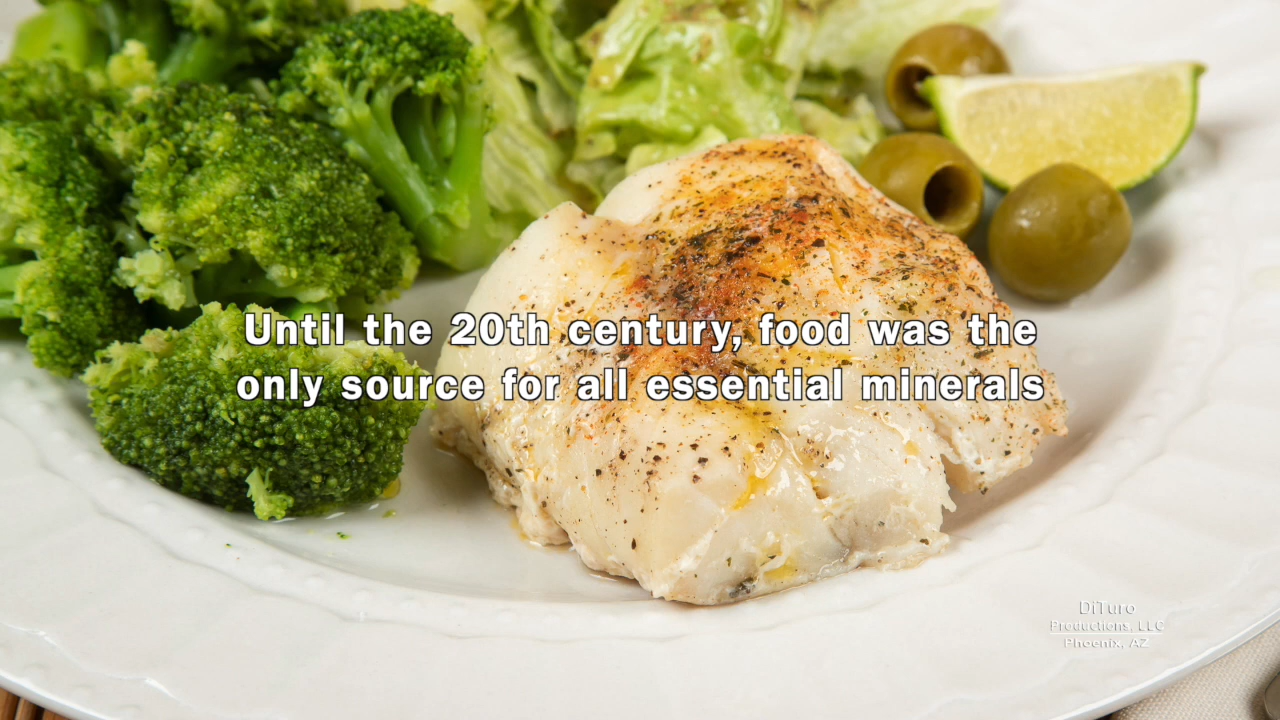 Until the 20th century, food was the
only source for all essential minerals
DiTuro
Productions, LLC
Phoenix, AZ